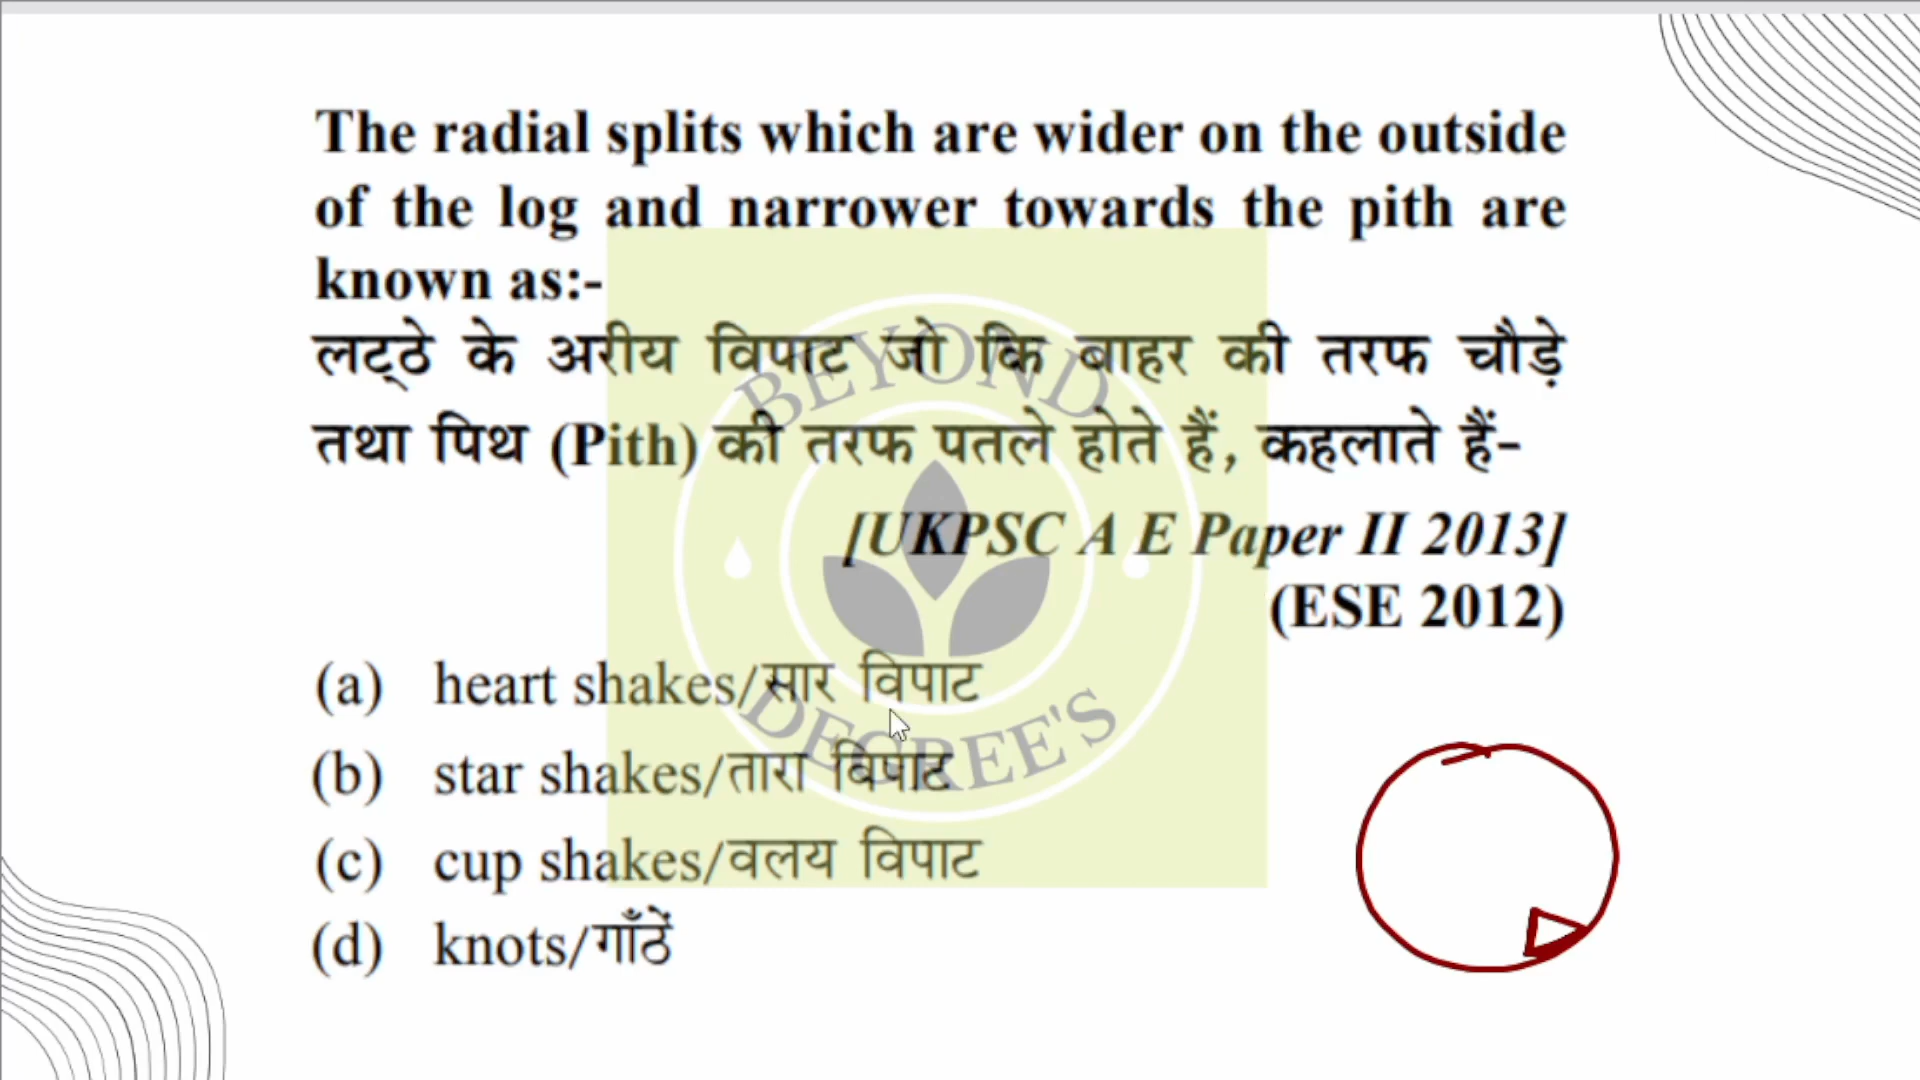 The radial splits which are wider on the outside
of the log and narrower towards the pith are
known as:-
लट्ठे के अरीय विपाट जो कि बाहर की तरफ चौड़े
तथा पिथ (Pith) की तरफ पतले होते हैं, कहलाते हैं-
[UKPSC A E Paper II 2013]
(ESE 2012)
(a) heart shakes/सार विपाट
(b) star shakes/तारा विपाट
(c) cup shakes/वलय विपाट
(d) knots/गाँठें
BEYOND
DEGREE'S